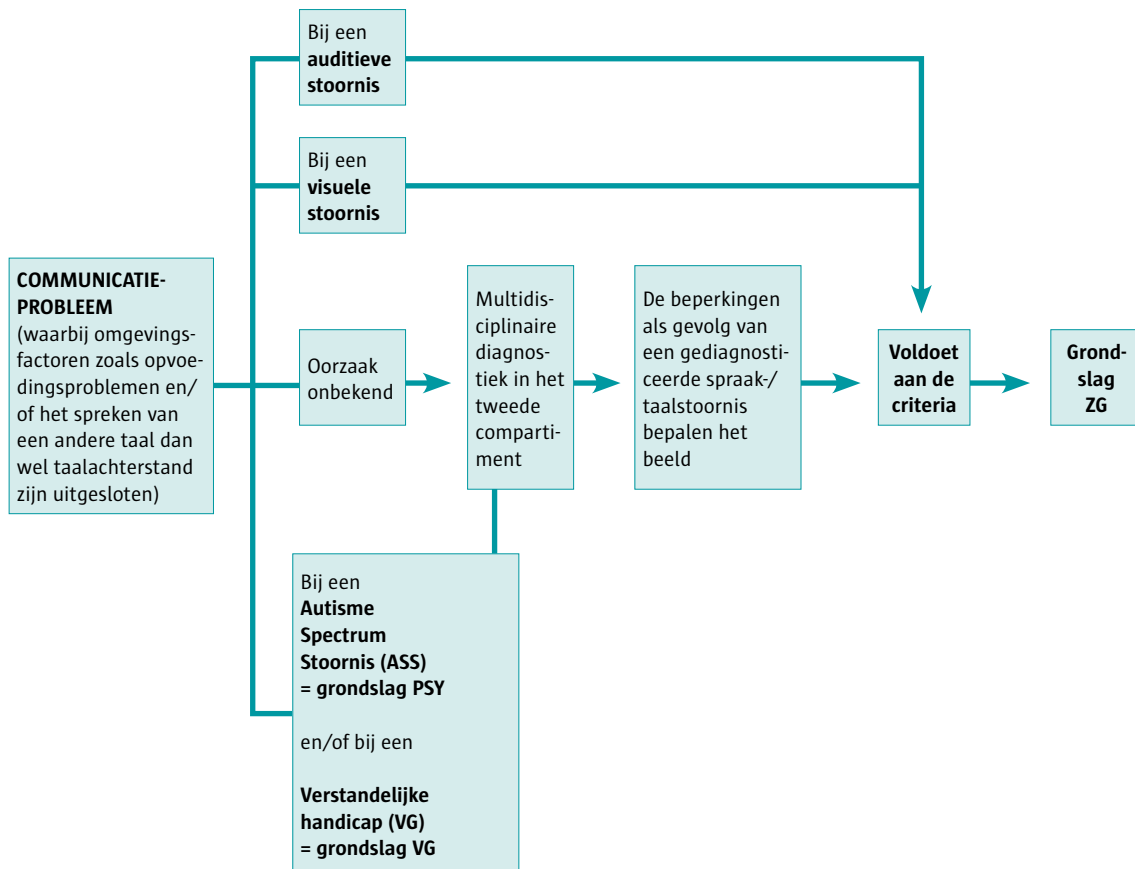 Bij een
auditieve
stoornis
Bij een
visuele
stoornis
COMMUNICATIE-
PROBLEEM
(waarbij omgevings-
factoren zoals opvoe-
dingsproblemen en/
of het spreken van
een andere taal dan
wel taalachterstand
zijn uitgesloten)
Oorzaak
onbekend
Multidis-
ciplinaire
diagnos-
tiek in het
tweede
comparti-
ment
De beperkingen
als gevolg van
een gediagnosti-
ceerde spraak-/
taalstoornis
bepalen het
beeld
Voldoet
aan de
criteria
Grond-
slag
ZG
Bij een
Autisme
Spectrum
Stoornis (ASS)
= grondslag PSY
en/of bij een
Verstandelijke
handicap (VG)
= grondslag VG